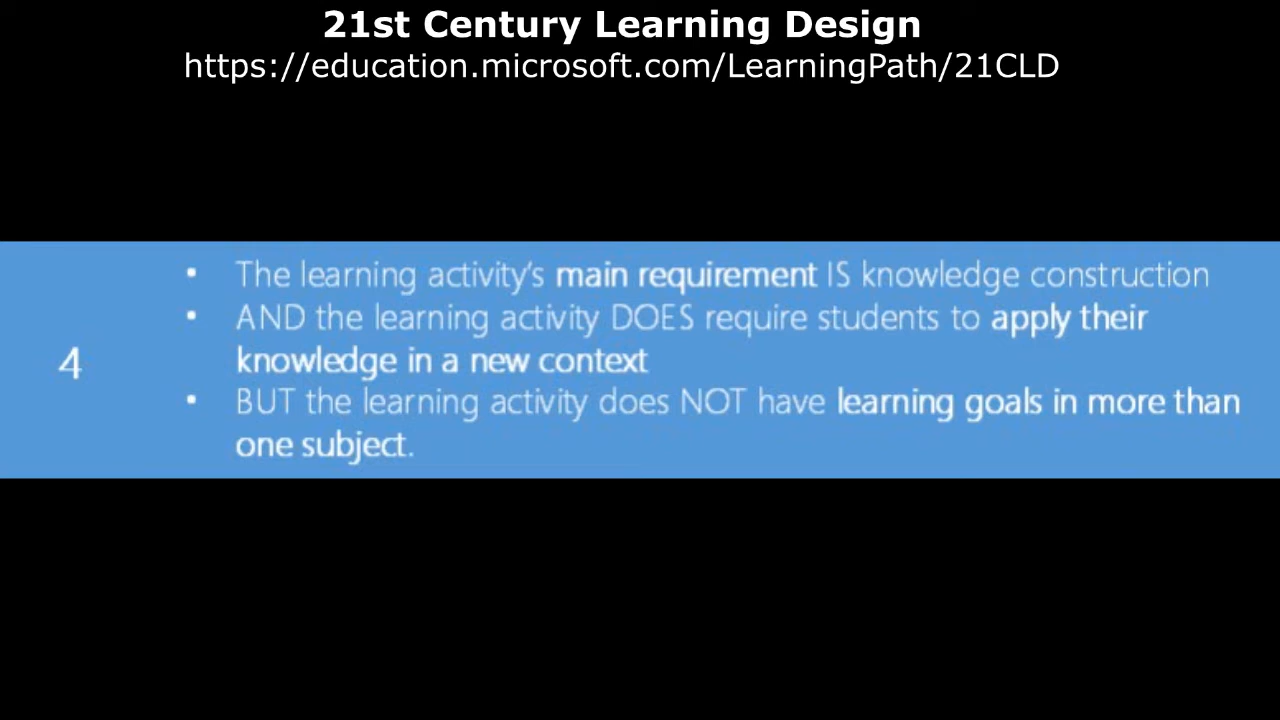 21st Century Learning Design
https://education.microsoft.com/LearningPath/21CLD
4
• The learning activity's main requirement IS knowledge construction
• AND the learning activity DOES require students to apply their
knowledge in a new context
• BUT the learning activity does NOT have learning goals in more than
one subject.